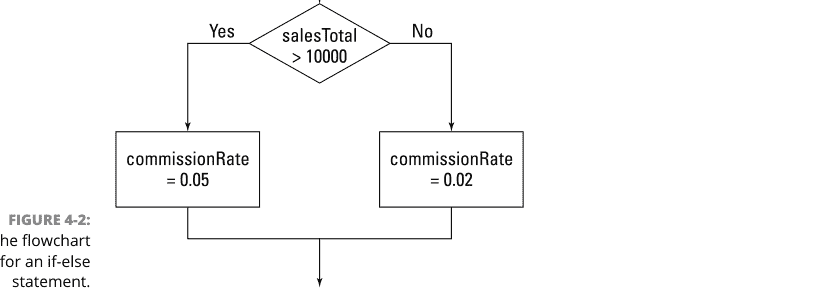 Yes
salesTotal
> 10000
No
commissionRate
= 0.05
commissionRate
= 0.02
FIGURE 4-2:
he flowchart
for an if-else
statement.